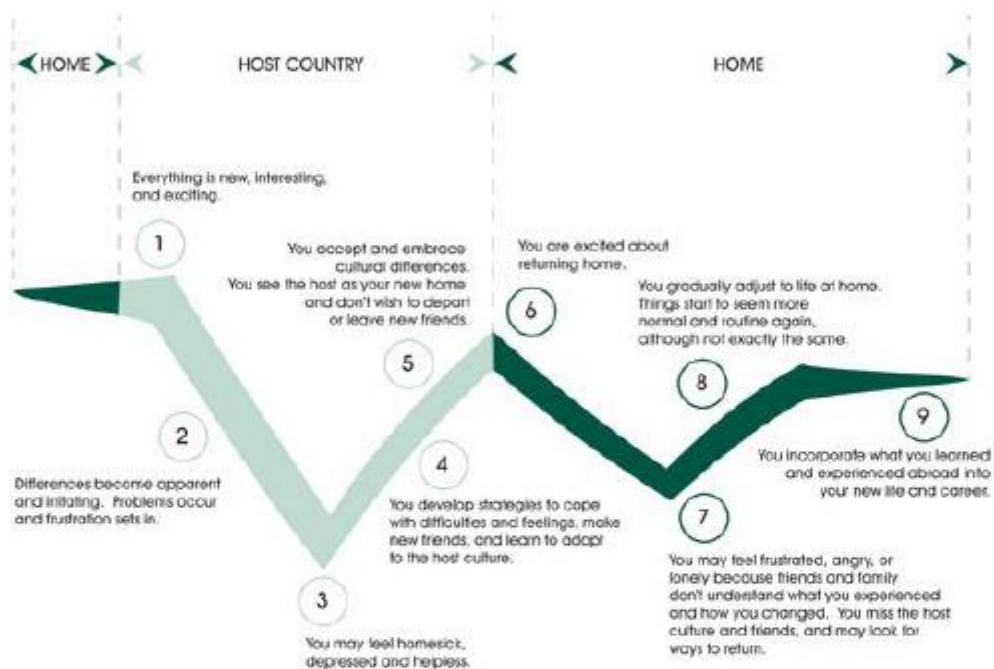 HOME
HOST COUNTRY
HOME
Everything is new, interesting,
and exciting.
1
You accept and embrace
cultural differences.
You see the host as your new home
and don't wish to depart
or leave new friends.
5
2
Differences become apparent
and irritating. Problems occur
and frustration sets in.
3
You may feel homesick,
depressed and helpless.
4
You develop strategies to cope
with difficulties and feelings, make
new friends, and learn to adapt
to the host culture.
You are excited about
returning home.
6
You gradually adjust to life at home.
Things start to seem more
normal and routine again,
although not exactly the same.
8
9
You incorporate what you learned
and experienced abroad into
your new life and career.
7
You may feel frustrated, angry, or
lonely because friends and family
don't understand what you experienced
and how you changed. You miss the host
culture and friends, and may look for
ways to return.